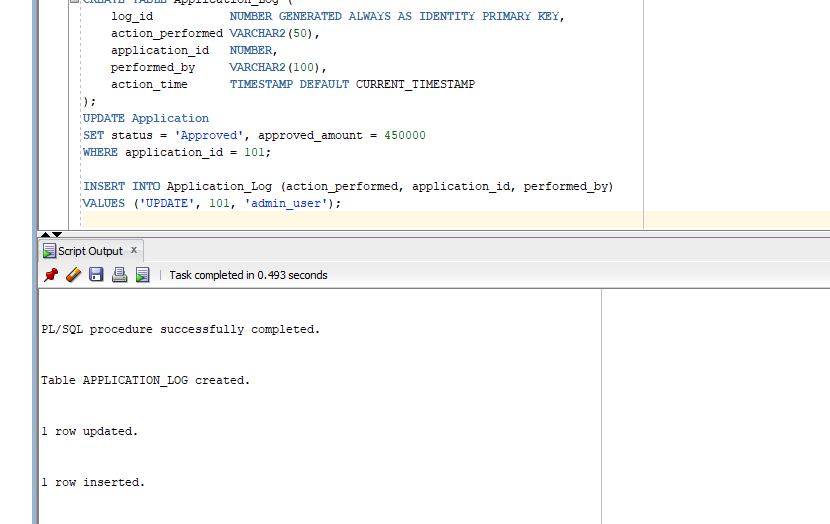 CREATE TABLE Application_Log (
log_id NUMBER GENERATED ALWAYS AS IDENTITY PRIMARY KEY,
action_performed VARCHAR2(50),
application_id NUMBER,
performed_by VARCHAR2(100),
action_time TIMESTAMP DEFAULT CURRENT_TIMESTAMP
);
UPDATE Application
SET status = 'Approved', approved_amount = 450000
WHERE application_id = 101;
INSERT INTO Application_Log (action_performed, application_id, performed_by)
VALUES ('UPDATE', 101, 'admin_user');
Script Output x
Task completed in 0.493 seconds
PL/SQL procedure successfully completed.
Table APPLICATION_LOG created.
1 row updated.
1 row inserted.